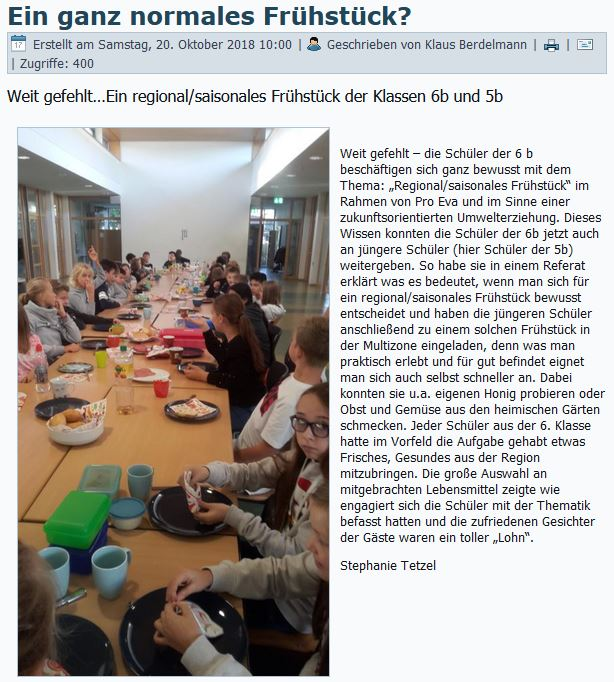 Ein ganz normales Frühstück?
17 Erstellt am Samstag, 20. Oktober 2018 10:00 | Geschrieben von Klaus Berdelmann | | | Zugriffe: 400
Weit gefehlt...Ein regional/saisonales Frühstück der Klassen 6b und 5b
Weit gefehlt – die Schüler der 6 b
beschäftigen sich ganz bewusst mit dem
Thema: „Regional/saisonales Frühstück“ im
Rahmen von Pro Eva und im Sinne einer
zukunftsorientierten Umwelterziehung. Dieses
Wissen konnten die Schüler der 6b jetzt auch
an jüngere Schüler (hier Schüler der 5b)
weitergeben. So habe sie in einem Referat
erklärt was es bedeutet, wenn man sich für
ein regional/saisonales Frühstück bewusst
entscheidet und haben die jüngeren Schüler
anschließend zu einem solchen Frühstück in
der Multizone eingeladen, denn was man
praktisch erlebt und für gut befindet eignet
man sich auch selbst schneller an. Dabei
konnten sie u.a. eigenen Honig probieren oder
Obst und Gemüse aus den heimischen Gärten
schmecken. Jeder Schüler aus der 6. Klasse
hatte im Vorfeld die Aufgabe gehabt etwas
Frisches, Gesundes aus der Region
mitzubringen. Die große Auswahl an
mitgebrachten Lebensmittel zeigte wie
engagiert sich die Schüler mit der Thematik
befasst hatten und die zufriedenen Gesichter
der Gäste waren ein toller „Lohn“.
Stephanie Tetzel